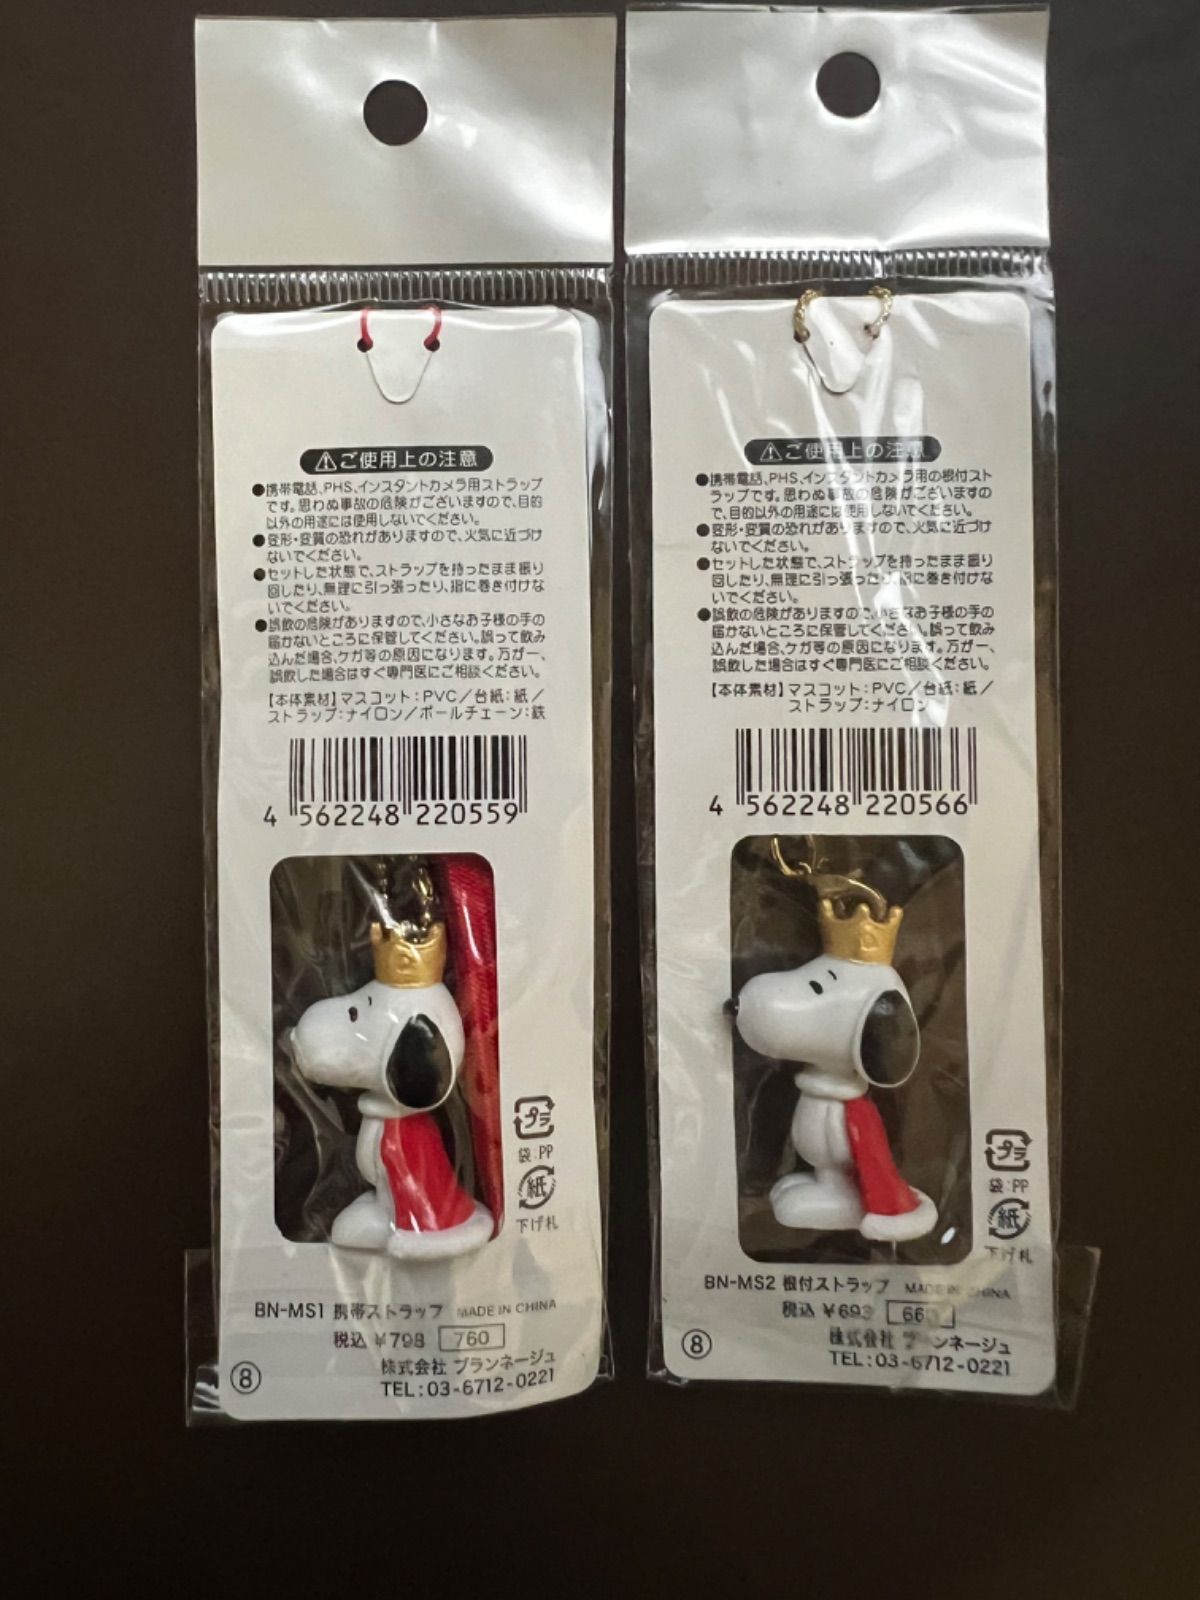 ⚠ご使用上の注意
●携帯電話、PHS、インスタントカメラ用ストラップ
です。思わぬ事故の危険がございますので、目的
以外の用途には使用しないでください。
●変形・変質の恐れがありますので、火気に近づけ
ないでください。
●セットした状態で、ストラップを持ったまま振り
回したり、無理に引っ張ったり、指に巻き付けな
いでください。
●誤飲の危険がありますので、小さなお子様の手の
届かないところに保管してください。誤って飲み
込んだ場合、ケガ等の原因になります。万が一、
誤飲した場合はすぐ専門医にご相談ください。
【本体素材】マスコット:PVC/台紙:紙/
ストラップ:ナイロン/ボールチェーン:鉄
4 562248 220559
プラ
袋:PP
紙
下げ札
BN-MS1 携帯ストラップ MADE IN CHINA
税込 ¥798 760
株式会社 ブランネージュ
⑧ TEL:03-6712-0221
⚠ご使用上の注意
●携帯電話、PHS、インスタントカメラ用の根付スト
ラップです。思わぬ事故の危険がございますの
で、目的以外の用途には使用しないでください。
●変形・変質の恐れがありますので、火気に近づけ
ないでください。
●セットした状態で、ストラップを持ったまま振り
回したり、無理に引っ張ったり、指に巻き付けな
いでください。
●誤飲の危険がありますので、小さなお子様の手の
届かないところに保管してください。誤って飲み
込んだ場合、ケガ等の原因になります。万が一、
誤飲した場合はすぐ専門医にご相談ください。
【本体素材】マスコット:PVC/台紙:紙/
ストラップ:ナイロン
4 562248 220566
プラ
袋:PP
紙
下げ札
BN-MS2 根付ストラップ MADE IN CHINA
税込 ¥693
株式会社 ブランネージュ
⑧ TEL:03-6712-0221